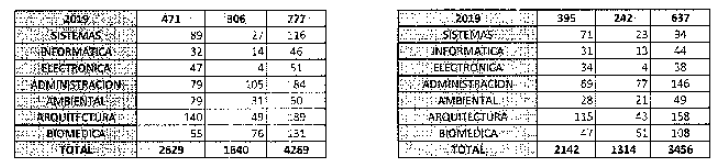 2019 471 306 777
SISTEMAS 89 27 116
INFORMATICA 32 14 46
ELECTRONICA 47 4 51
ADMINISTRACION 79 105 184
AMBIENTAL 29 31 60
ARQUITECTURA 140 49 189
BIOMEDICA 55 76 131
TOTAL 2629 1640 4269
2019 395 242 637
SISTEMAS 71 23 94
INFORMATICA 31 13 44
ELECTRONICA 34 4 38
ADMINISTRACION 69 77 146
AMBIENTAL 28 21 49
ARQUITECTURA 115 43 158
BIOMEDICA 47 61 108
TOTAL 2142 1314 3456